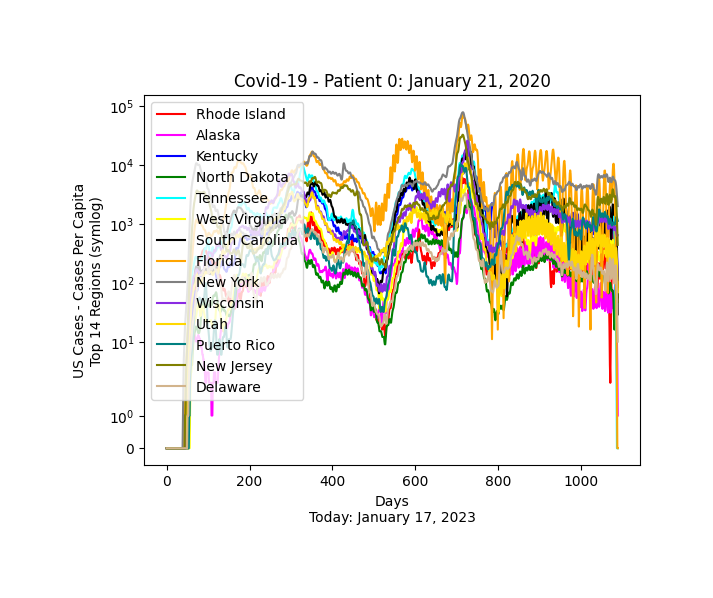 Covid-19 - Patient 0: January 21, 2020
US Cases - Cases Per Capita
Top 14 Regions (symlog)
10^5
10^4
10^3
10^2
10^1
10^0
0
Rhode Island
Alaska
Kentucky
North Dakota
Tennessee
West Virginia
South Carolina
Florida
New York
Wisconsin
Utah
Puerto Rico
New Jersey
Delaware
0 200 400 600 800 1000
Days
Today: January 17, 2023